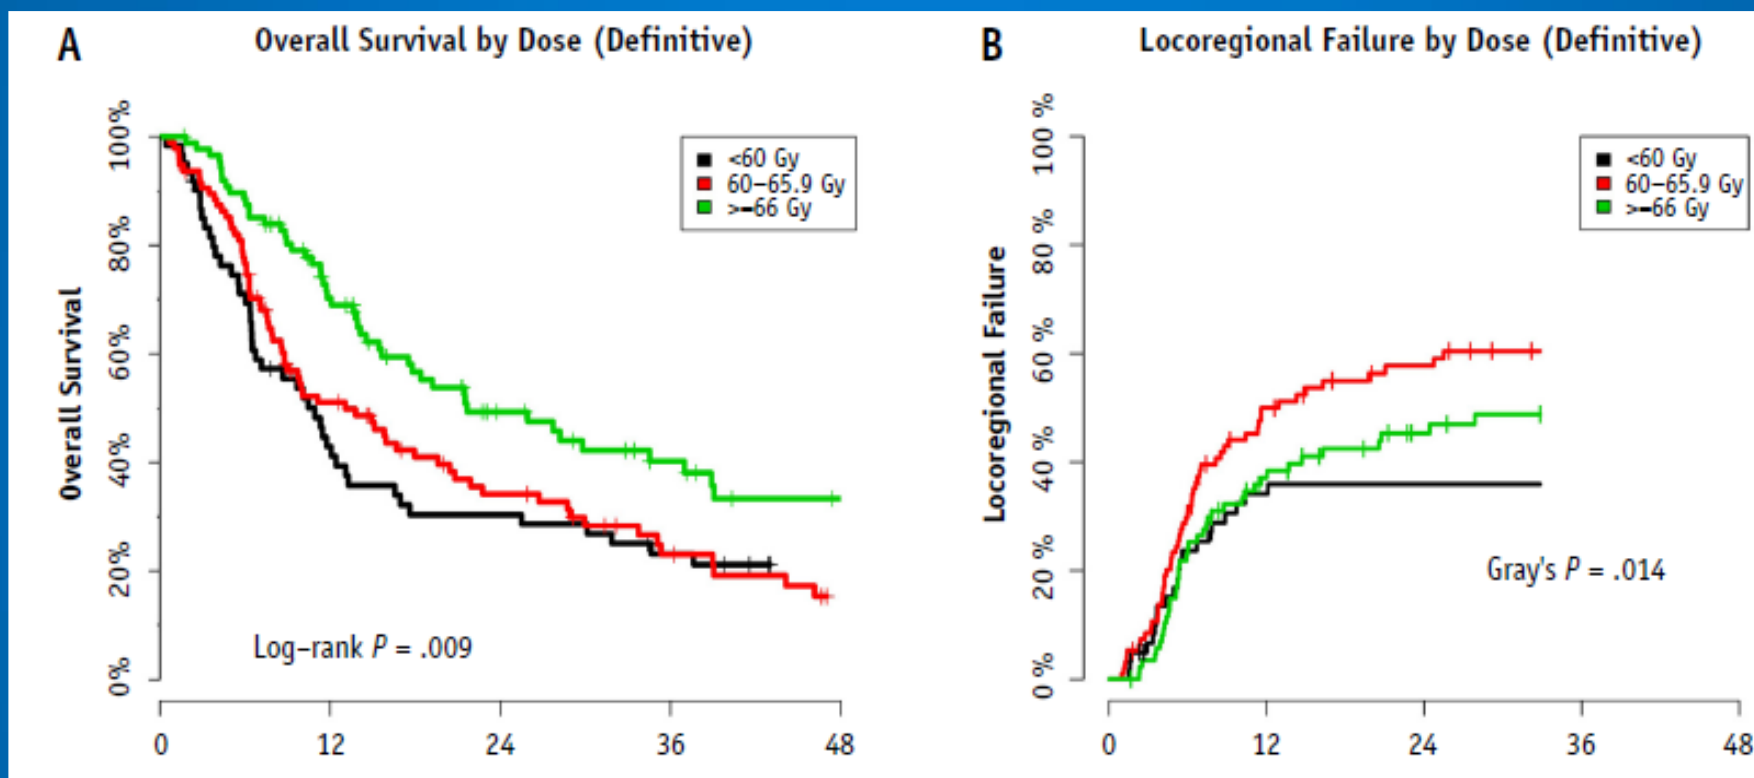 A
Overall Survival by Dose (Definitive)
Overall Survival
100%
80%
60%
40%
20%
0%
<60 Gy
60–65.9 Gy
>=66 Gy
Log-rank P = .009
0 12 24 36 48
B
Locoregional Failure by Dose (Definitive)
Locoregional Failure
100 %
80 %
60 %
40 %
20 %
0 %
<60 Gy
60–65.9 Gy
>=66 Gy
Gray's P = .014
0 12 24 36 48